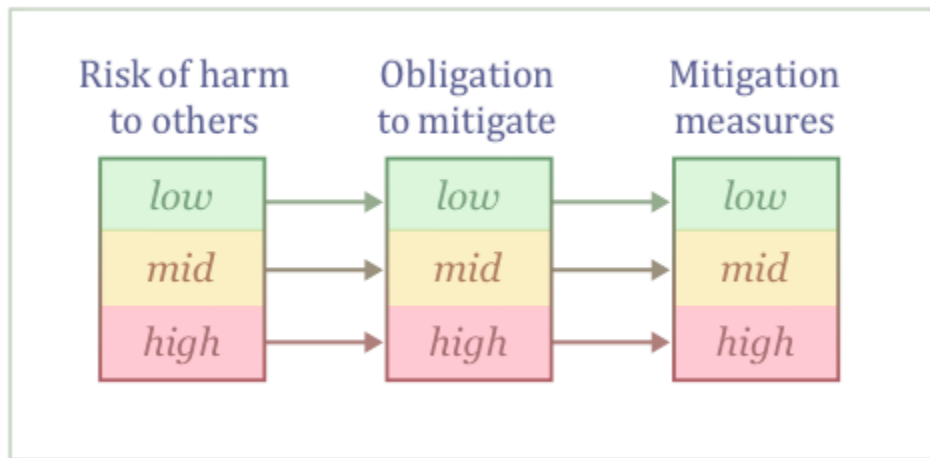 Risk of harm
to others
Obligation
to mitigate
Mitigation
measures
low
low
low
mid
mid
mid
high
high
high